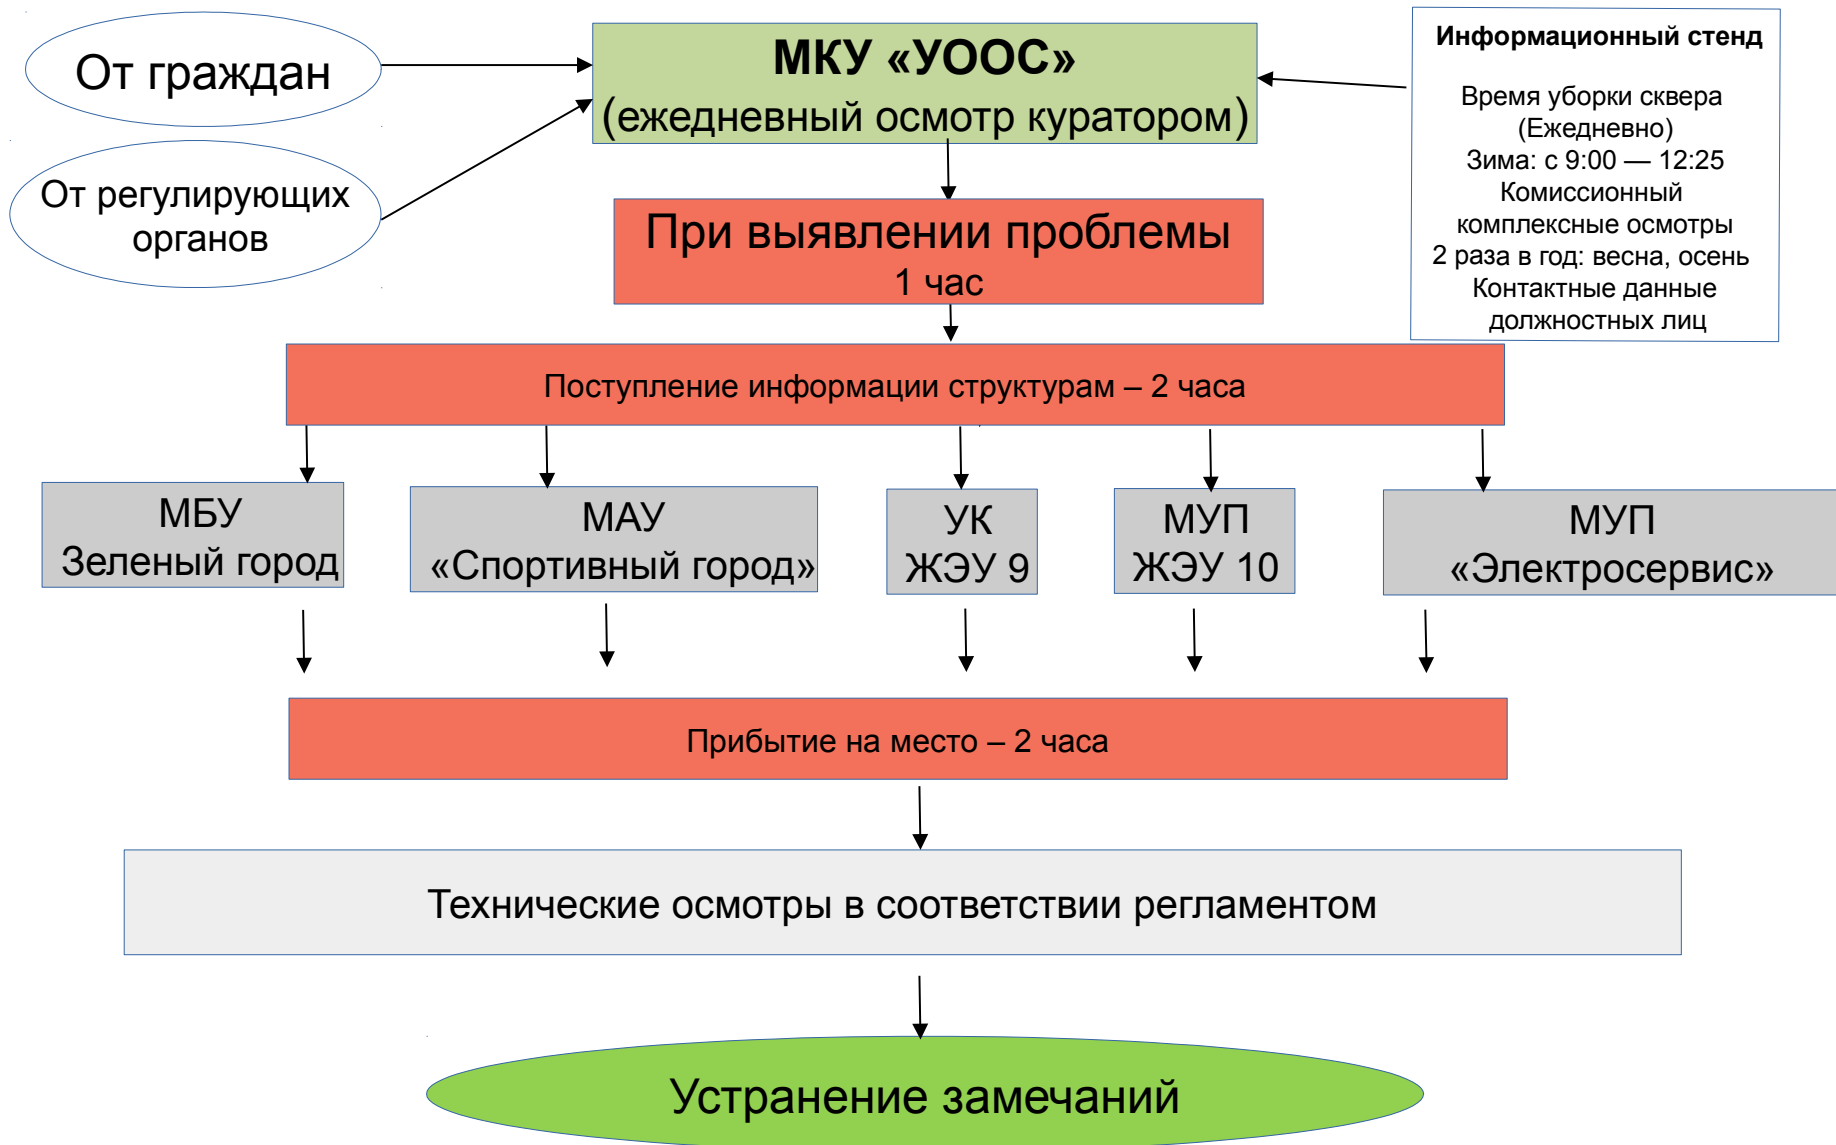 От граждан
МКУ «УООС»
(ежедневный осмотр куратором)
Информационный стенд
Время уборки сквера
(Ежедневно)
Зима: с 9:00 — 12:25
Комиссионный
комплексные осмотры
2 раза в год: весна, осень
Контактные данные
должностных лиц
От регулирующих
органов
При выявлении проблемы
1 час
Поступление информации структурам – 2 часа
МБУ
Зеленый город
МАУ
«Спортивный город»
УК
ЖЭУ 9
МУП
ЖЭУ 10
МУП
«Электросервис»
Прибытие на место – 2 часа
Технические осмотры в соответствии регламентом
Устранение замечаний